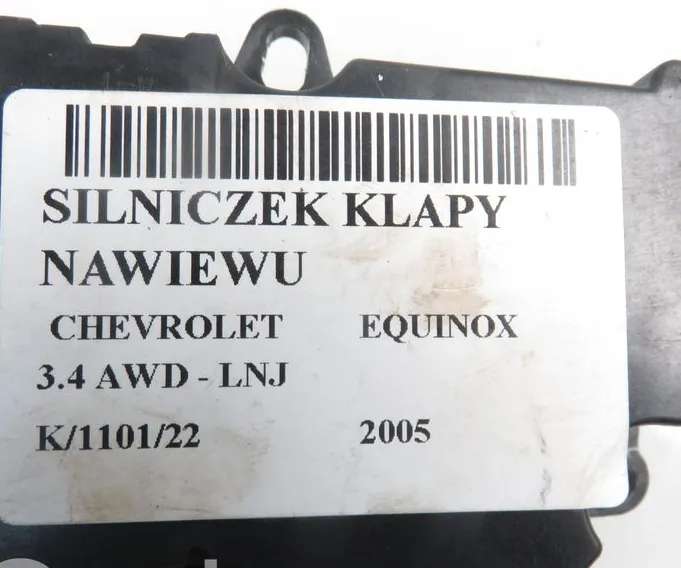 SILNICZEK KLAPY
NAWIEWU
CHEVROLET EQUINOX
3.4 AWD - LNJ
K/1101/22 2005